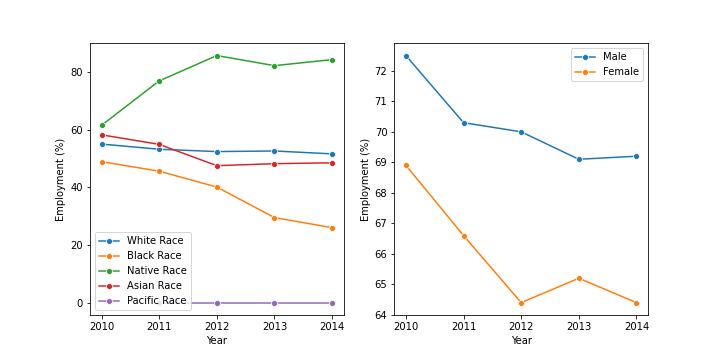 80
60
40
20
0
Employment (%)
White Race
Black Race
Native Race
Asian Race
Pacific Race
2010 2011 2012 2013 2014
Year
72
71
70
69
68
67
66
65
64
Employment (%)
Male
Female
2010 2011 2012 2013 2014
Year